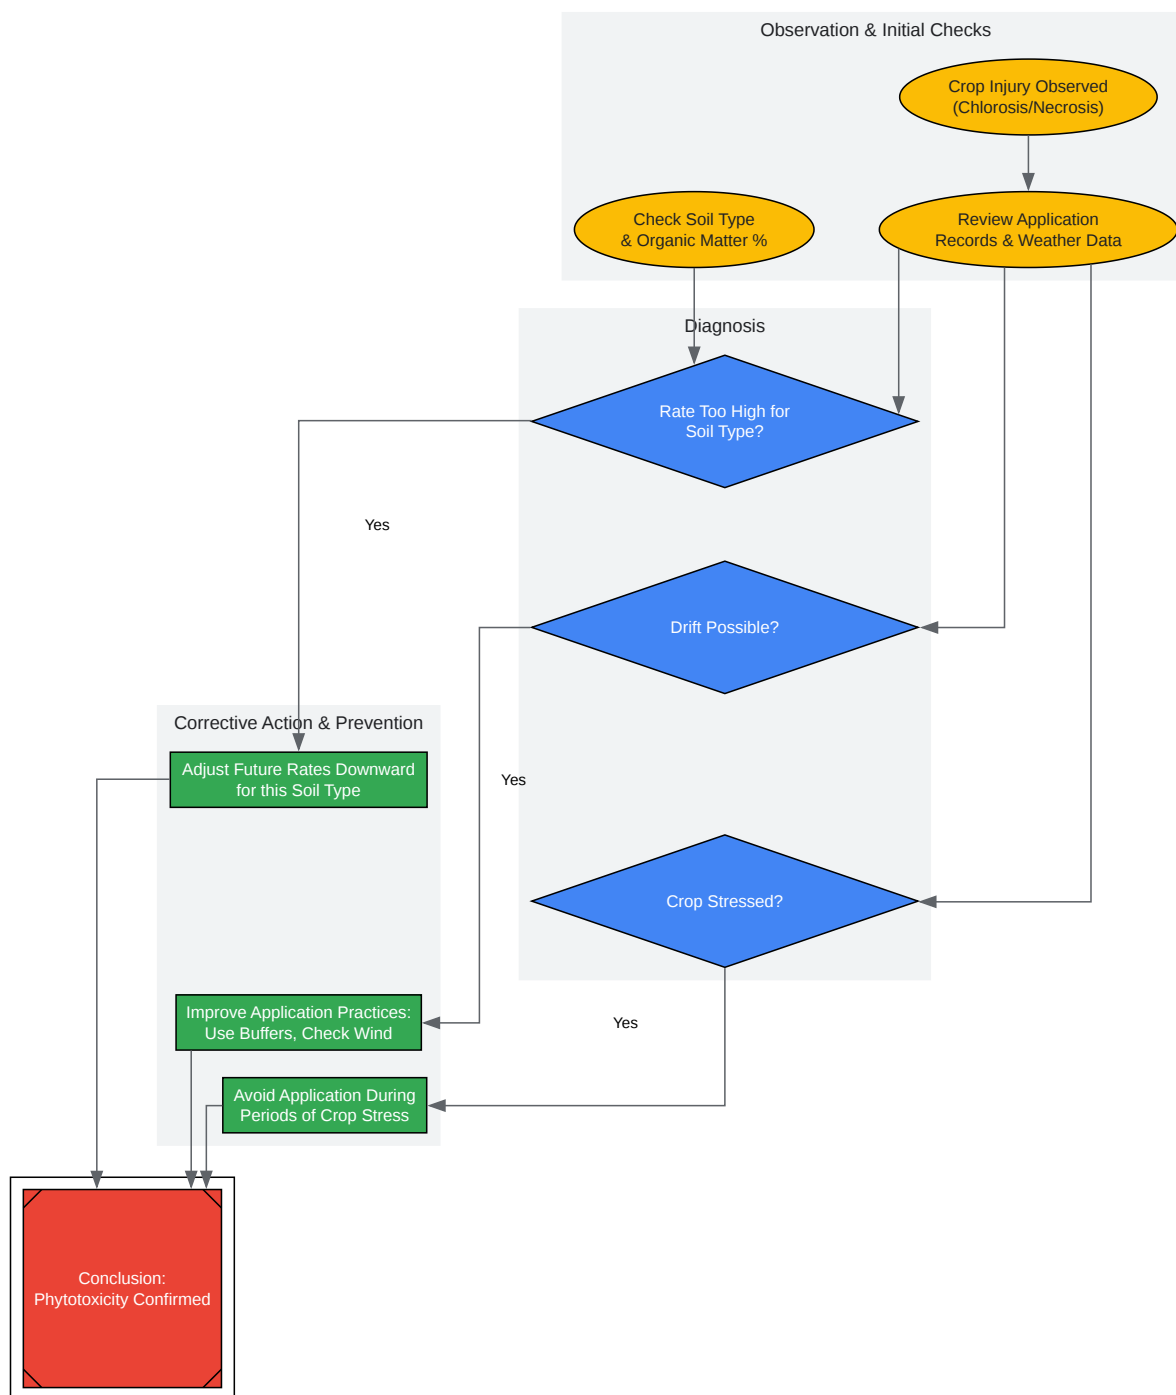 Observation & Initial Checks
Crop Injury Observed
(Chlorosis/Necrosis)
Check Soil Type
& Organic Matter %
Review Application
Records & Weather Data
Diagnosis
Rate Too High for
Soil Type?
Yes
Drift Possible?
Corrective Action & Prevention
Adjust Future Rates Downward
for this Soil Type
Yes
Crop Stressed?
Improve Application Practices:
Use Buffers, Check Wind
Yes
Avoid Application During
Periods of Crop Stress
Conclusion:
Phytotoxicity Confirmed